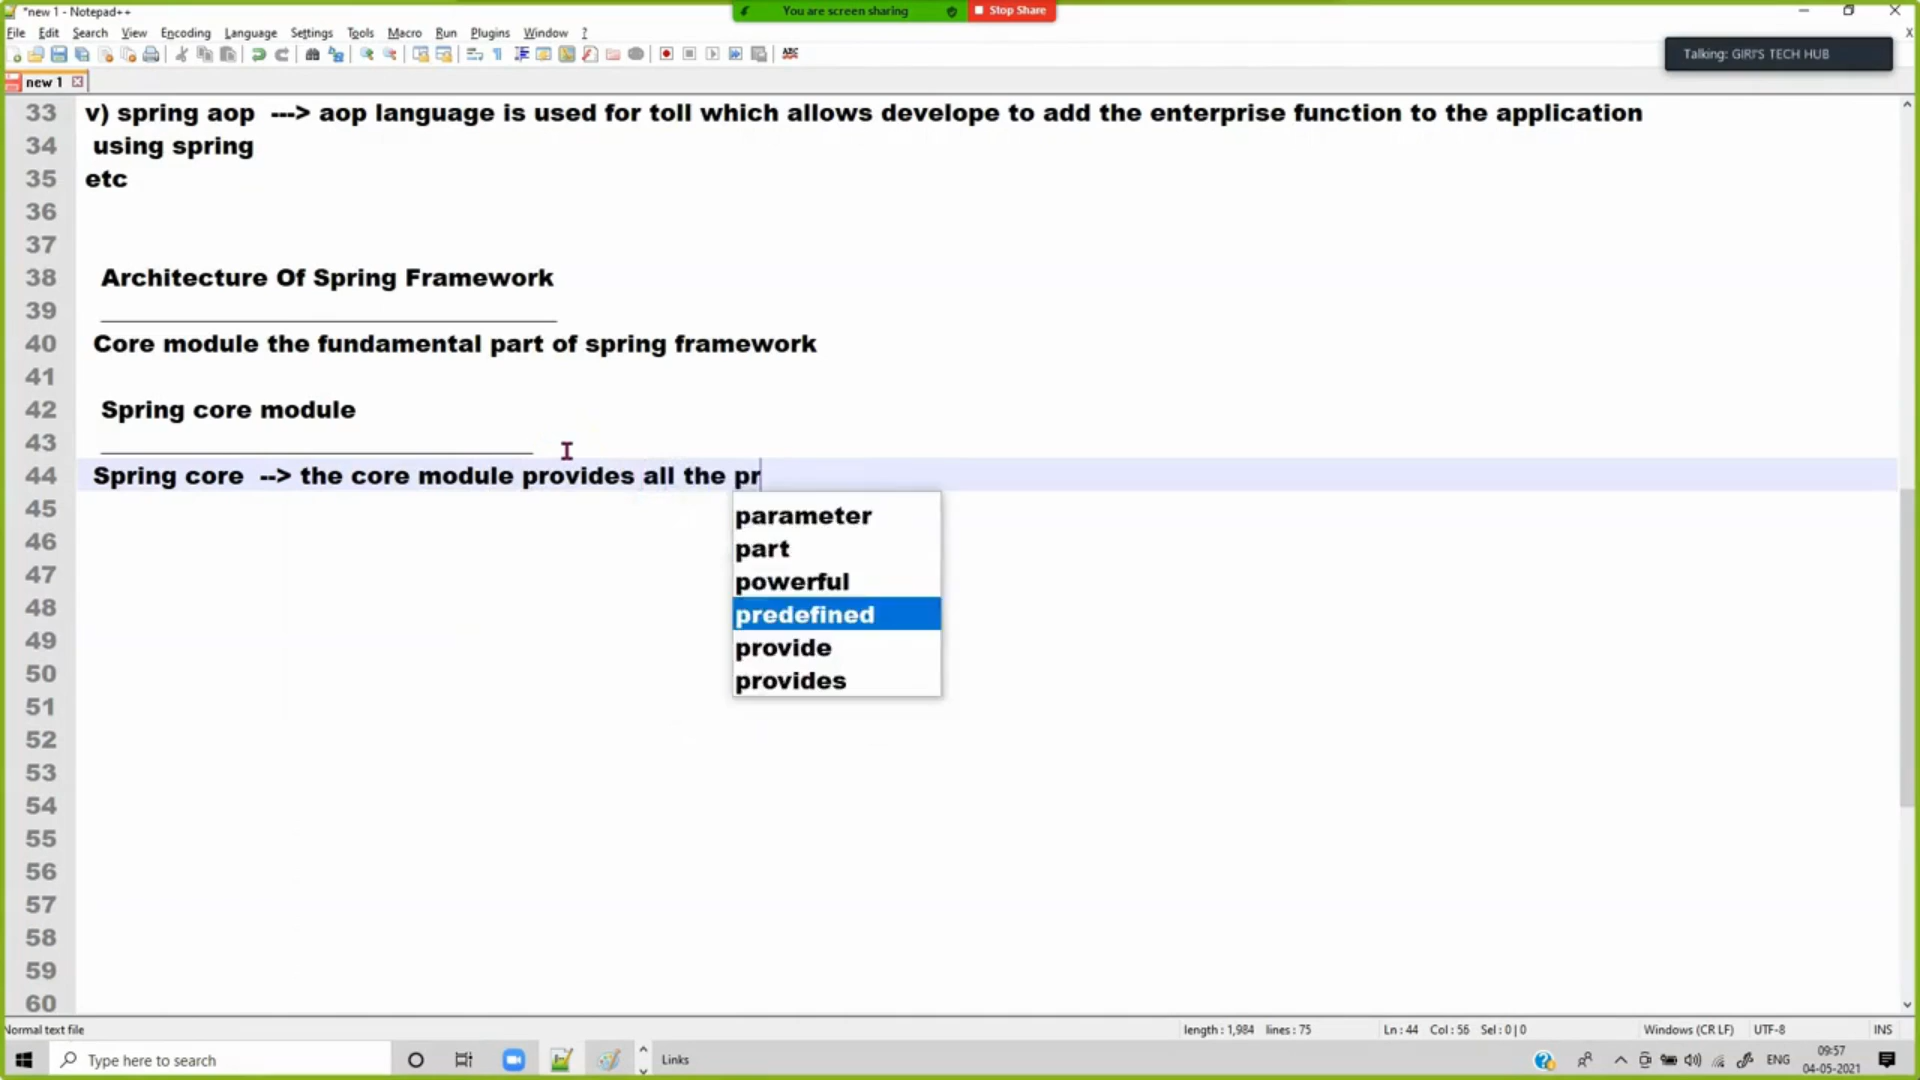 *new 1 - Notepad++
You are screen sharing
Stop Share
File Edit Search View Encoding Language Settings Tools Macro Run Plugins Window ?
X
Talking: GIRI'S TECH HUB
new 1
33 v) spring aop ---> aop language is used for toll which allows develope to add the enterprise function to the application
34 using spring
35 etc
36
37
38 Architecture Of Spring Framework
39 ___________________________________
40 Core module the fundamental part of spring framework
41
42 Spring core module
43 _________________________________
44 Spring core --> the core module provides all the pr
45
46
47
48
49
50
51
52
53
54
55
56
57
58
59
60
parameter
part
powerful
predefined
provide
provides
Normal text file
length : 1,984 lines : 75
Ln : 44 Col : 56 Sel : 0 | 0
Windows (CR LF)
UTF-8
INS
Type here to search
Links
ENG
09:57
04-05-2021